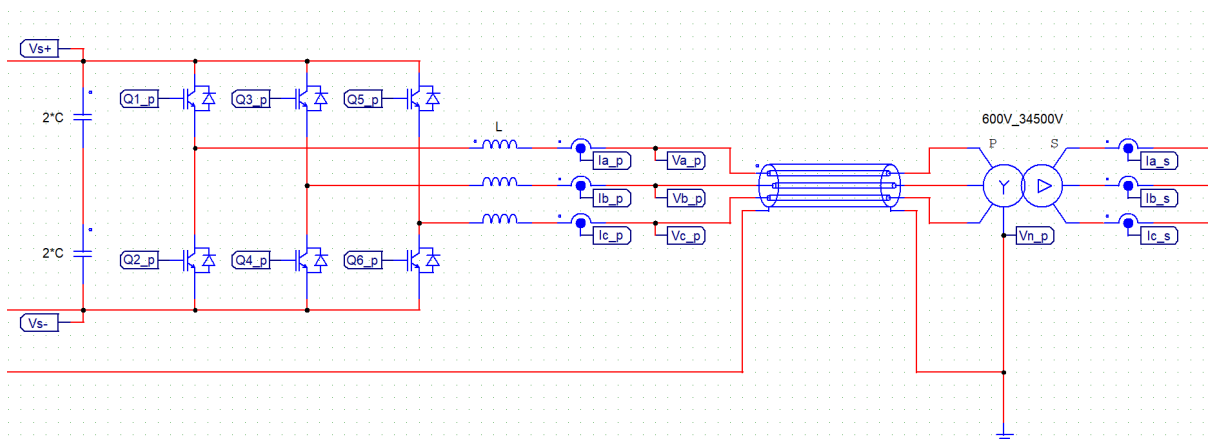 Vs+
Q1_p
Q3_p
Q5_p
2*C
600V_34500V
L
P
S
Ia_p
Va_p
Ia_s
Y
Ib_p
Vb_p
Ib_s
Ic_p
Vc_p
Vn_p
Ic_s
2*C
Q2_p
Q4_p
Q6_p
Vs-